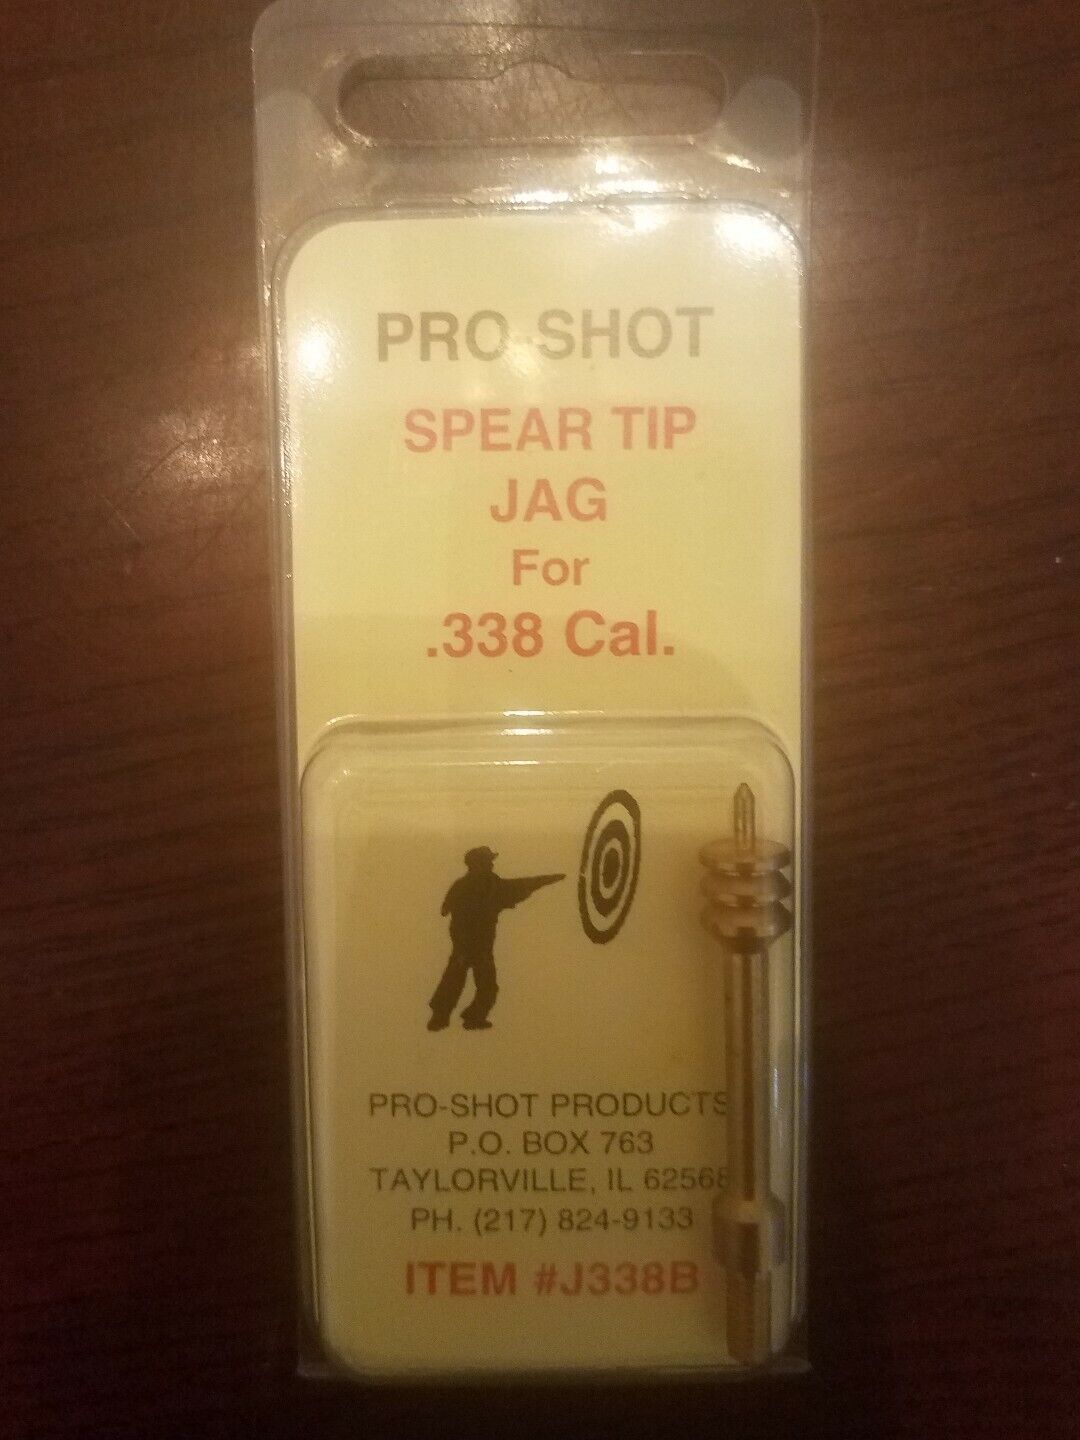 PRO-SHOT
SPEAR TIP
JAG
For
.338 Cal.
PRO-SHOT PRODUCTS
P.O. BOX 763
TAYLORVILLE, IL 62568
PH. (217) 824-9133
ITEM #J338B